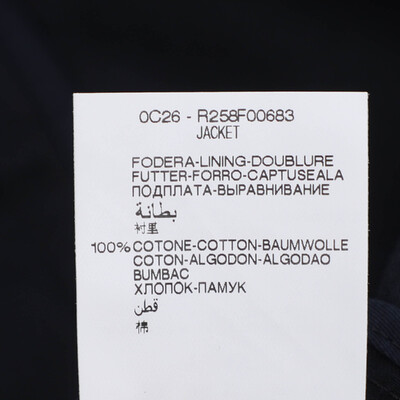 0C26 - R258F00683
JACKET
FODERA-LINING-DOUBLURE
FUTTER-FORRO-CAPTUSEALA
ПОДПЛАТА-ВЫРАВНИВАНИЕ
بطانة
衬里
100% COTONE-COTTON-BAUMWOLLE
COTON-ALGODON-ALGODAO
BUMBAC
ХЛОПОК-ПАМУК
قطن
棉